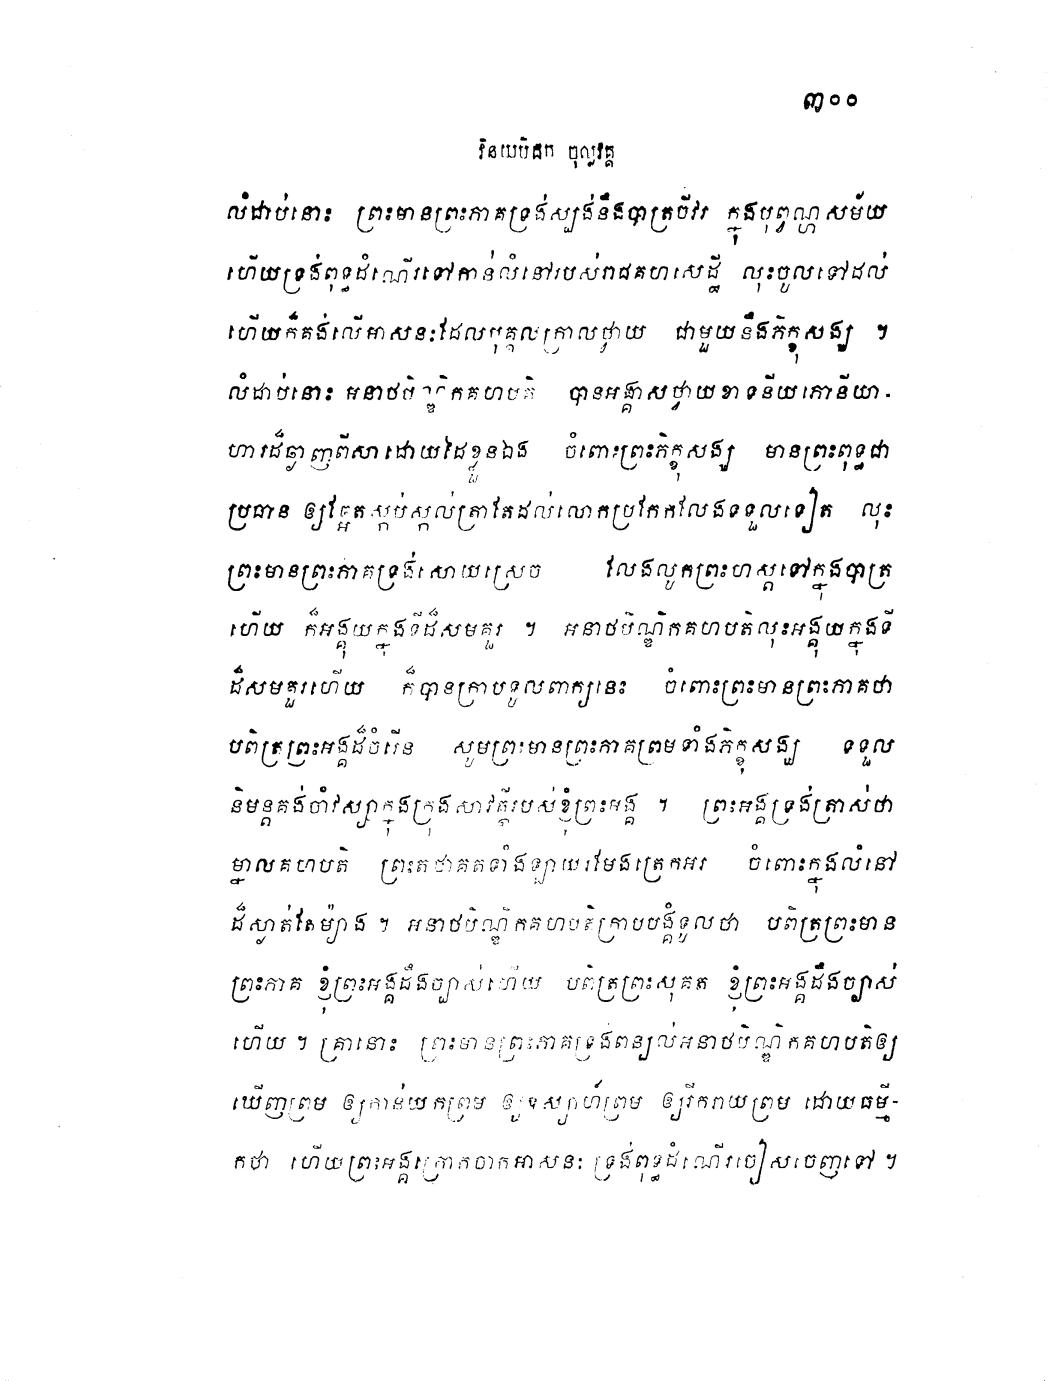 ៣០០
វិនយបិដក ចុល្លវគ្គ
លំដាប់នោះ ព្រះមានព្រះភាគទ្រង់ស្បង់នឹងបាត្រចីវរ ក្នុងបុព្វណ្ហសម័យ
ហើយទ្រង់ពុទ្ធដំណើរទៅកាន់លំនៅរបស់រាជគហសេដ្ឋី លុះចូលទៅដល់
ហើយក៏គង់លើអាសនៈដែលបុគ្គលក្រាលថ្វាយ ជាមួយនឹងភិក្ខុសង្ឃ ។
លំដាប់នោះ អនាថបិណ្ឌិកគហបតិ បានអង្គាសថ្វាយខាទនីយភោនីយា-
ហារដ៏ឆ្ងាញ់ពីសាដោយដៃខ្លួនឯង ចំពោះព្រះភិក្ខុសង្ឃ មានព្រះពុទ្ធជា
ប្រធាន ឲ្យឆ្អែតស្កប់ស្កល់ត្រាតែដល់លោកប្រកែកលែងទទួលទៀត លុះ
ព្រះមានព្រះភាគទ្រង់សោយស្រេច លែងលូកព្រះហស្តទៅក្នុងបាត្រ
ហើយ ក៏អង្គុយក្នុងទីដ៏សមគួរ ។ អនាថបិណ្ឌិកគហបតិលុះអង្គុយក្នុងទី
ដ៏សមគួរហើយ ក៏បានក្រាបទូលពាក្យនេះ ចំពោះព្រះមានព្រះភាគថា
បពិត្រព្រះអង្គដ៏ចំរើន សូមព្រះមានព្រះភាគព្រមទាំងភិក្ខុសង្ឃ ទទួល
និមន្តគង់ចាំវស្សាក្នុងក្រុងសាវត្ថីរបស់ខ្ញុំព្រះអង្គ ។ ព្រះអង្គទ្រង់ត្រាស់ថា
ម្នាលគហបតិ ព្រះតថាគតទាំងឡាយរមែងត្រេកអរ ចំពោះក្នុងលំនៅ
ដ៏ស្ងាត់តែម៉្យាង ។ អនាថបិណ្ឌិកគហបតិក្រាបបង្គំទូលថា បពិត្រព្រះមាន
ព្រះភាគ ខ្ញុំព្រះអង្គដឹងច្បាស់ហើយ បពិត្រព្រះសុគត ខ្ញុំព្រះអង្គដឹងច្បាស់
ហើយ ។ គ្រានោះ ព្រះមានព្រះភាគទ្រង់ពន្យល់អនាថបិណ្ឌិកគហបតិឲ្យ
ឃើញព្រម ឲ្យកាន់យកព្រម ឲ្យឧស្សាហ៍ព្រម ឲ្យរីករាយព្រម ដោយធម្មី-
កថា ហើយព្រះអង្គក្រោកចាកអាសនៈ ទ្រង់ពុទ្ធដំណើរចៀសចេញទៅ ។